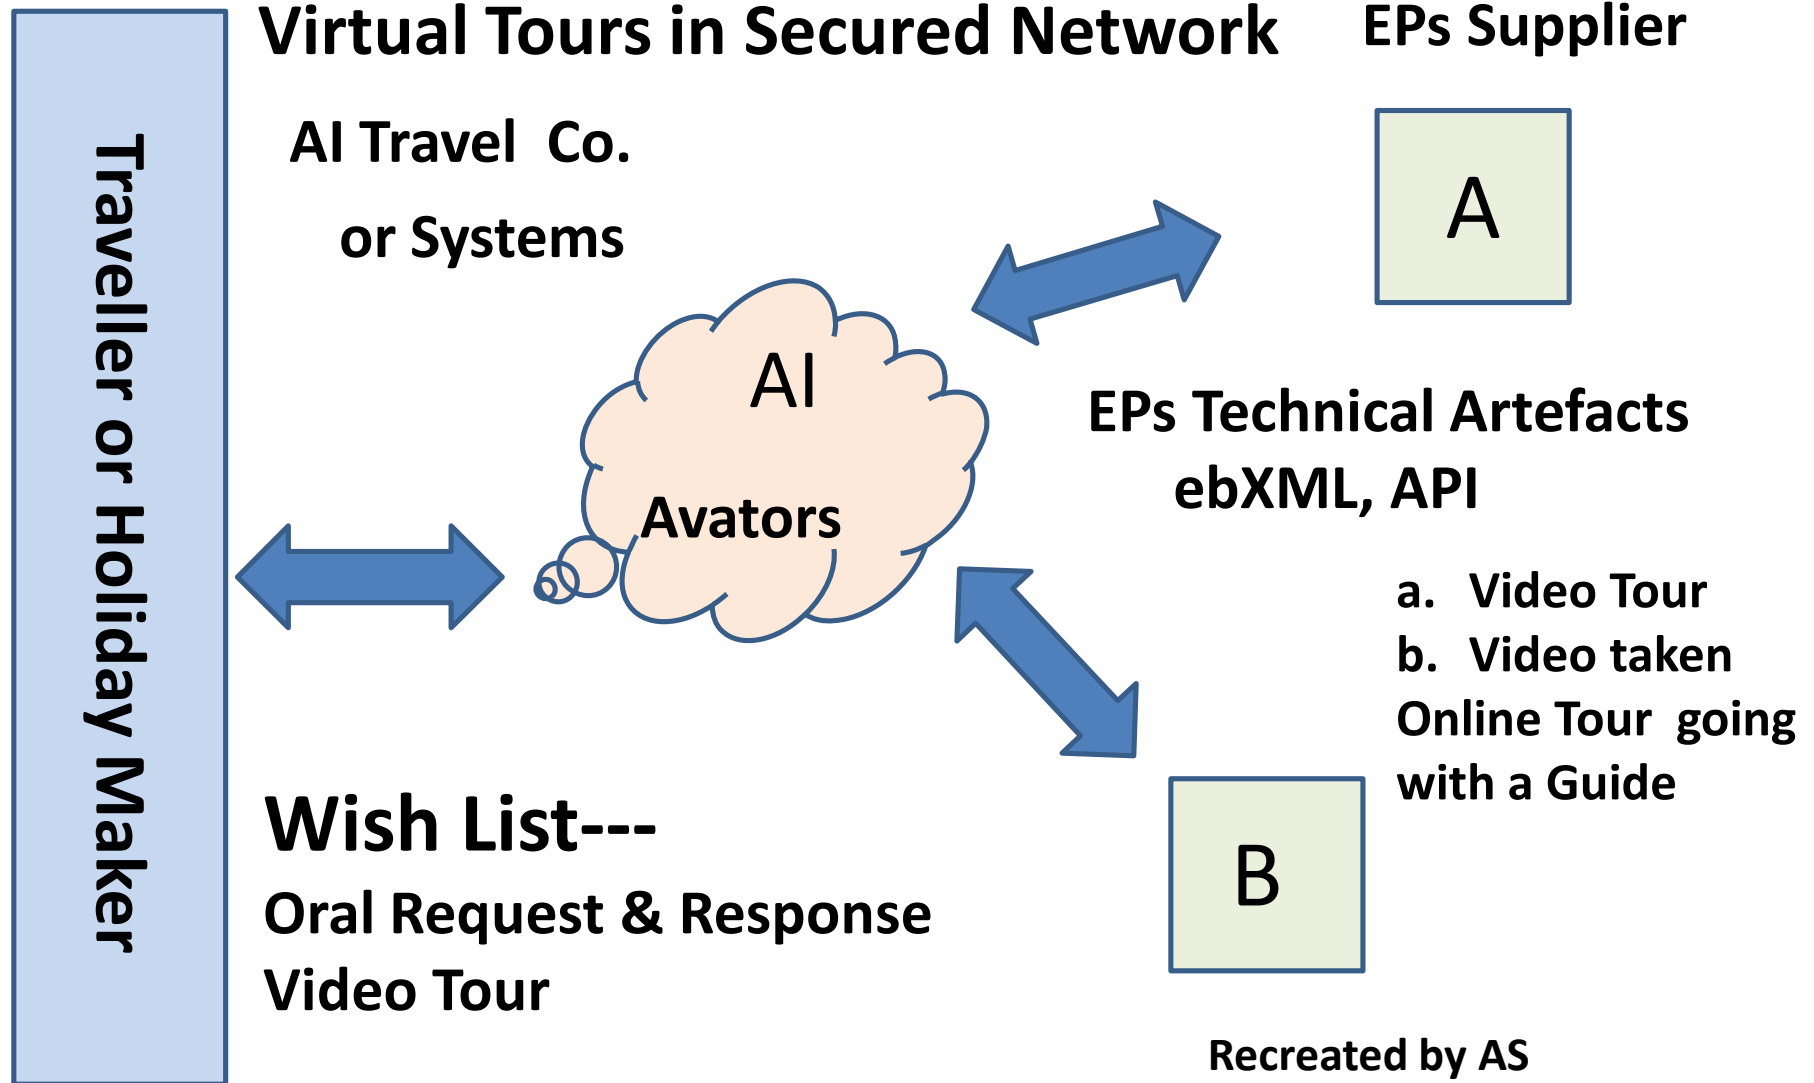 Virtual Tours in Secured Network
EPs Supplier
Traveller or Holiday Maker
AI Travel Co.
or Systems
A
AI
Avators
EPs Technical Artefacts
ebXML, API
a. Video Tour
b. Video taken
Online Tour going
with a Guide
B
Wish List---
Oral Request & Response
Video Tour
Recreated by AS